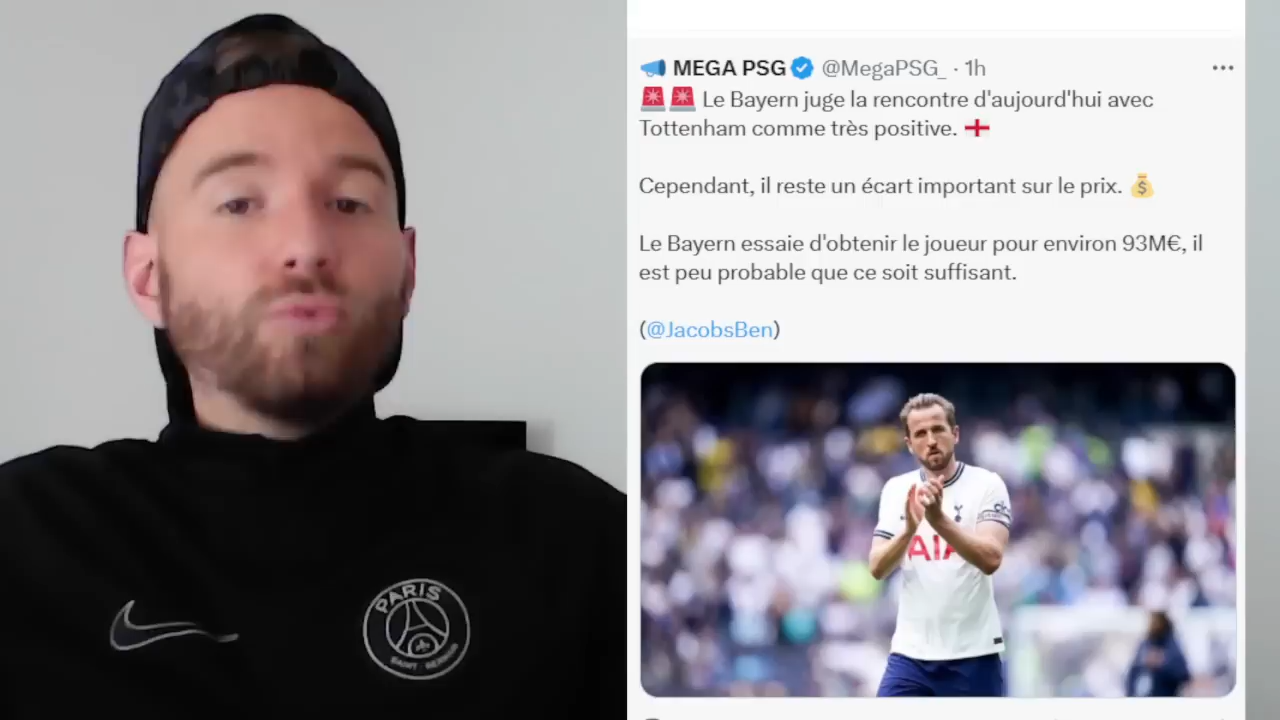 MEGA PSG @MegaPSG_ · 1h
Le Bayern juge la rencontre d'aujourd'hui avec
Tottenham comme très positive.
Cependant, il reste un écart important sur le prix.
Le Bayern essaie d'obtenir le joueur pour environ 93M€, il
est peu probable que ce soit suffisant.
(@JacobsBen)
AIA
PARIS
SAINT-GERMAIN